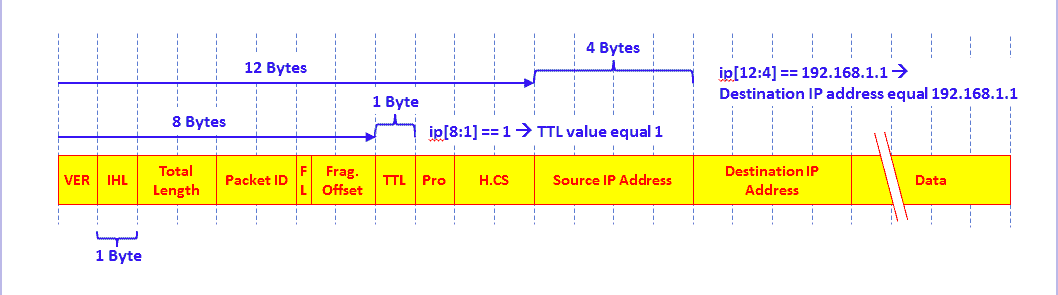 4 Bytes
12 Bytes
ip[12:4] == 192.168.1.1 →
Destination IP address equal 192.168.1.1
1 Byte
8 Bytes
ip[8:1] == 1 → TTL value equal 1
VER
IHL
Total
Length
Packet ID
F
L
Frag.
Offset
TTL
Pro
H.CS
Source IP Address
Destination IP
Address
Data
1 Byte